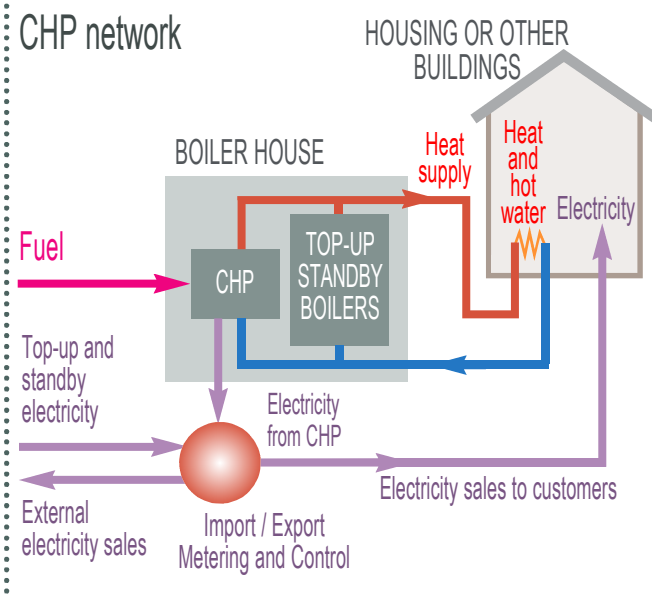 CHP network
HOUSING OR OTHER
BUILDINGS
BOILER HOUSE
Heat
supply
Heat
and
hot
water
Electricity
Fuel
CHP
TOP-UP
STANDBY
BOILERS
Top-up and
standby
electricity
Electricity
from CHP
Electricity sales to customers
External
electricity sales
Import / Export
Metering and Control